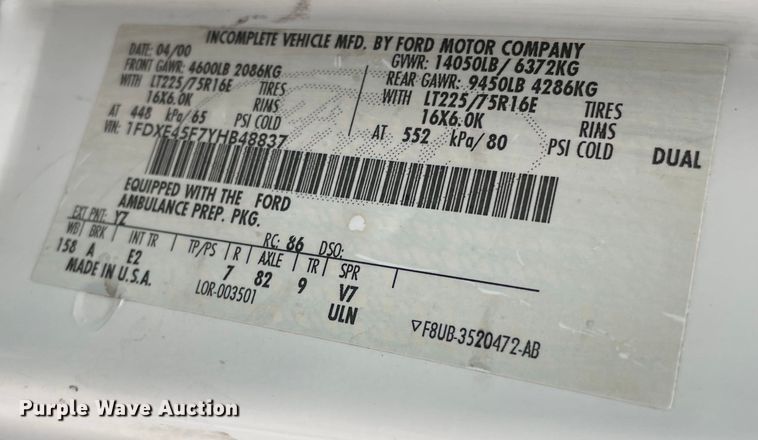 INCOMPLETE VEHICLE MFD. BY FORD MOTOR COMPANY
DATE: 04/00 GVWR: 14050LB/ 6372KG
FRONT GAWR: 4600LB 2086KG REAR GAWR: 9450LB 4286KG
WITH LT225/75R16E TIRES WITH LT225/75R16E TIRES
16X6.0K RIMS 16X6.0K RIMS
AT 448 kPa/65 PSI COLD AT 552 kPa/80 PSI COLD DUAL
VIN: 1FDXE45F7YHB48837
EQUIPPED WITH THE FORD
AMBULANCE PREP. PKG.
EXT PNT: YZ RC: 86 DSO:
WB BRK INT TR TP/PS R AXLE TR SPR
158 A E2 7 82 9 V7
MADE IN U.S.A. LOR-003501 ULN
▽F8UB-3520472-AB
Purple Wave Auction